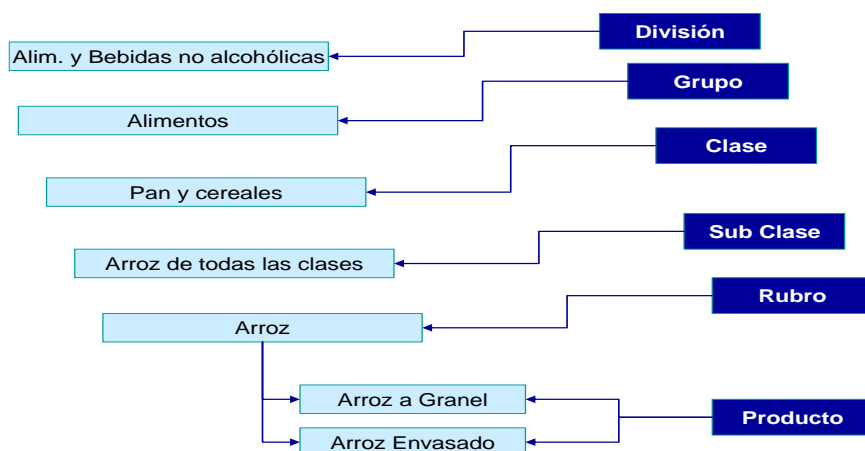 División
Alim. y Bebidas no alcohólicas
Grupo
Alimentos
Clase
Pan y cereales
Sub Clase
Arroz de todas las clases
Rubro
Arroz
Arroz a Granel
Producto
Arroz Envasado